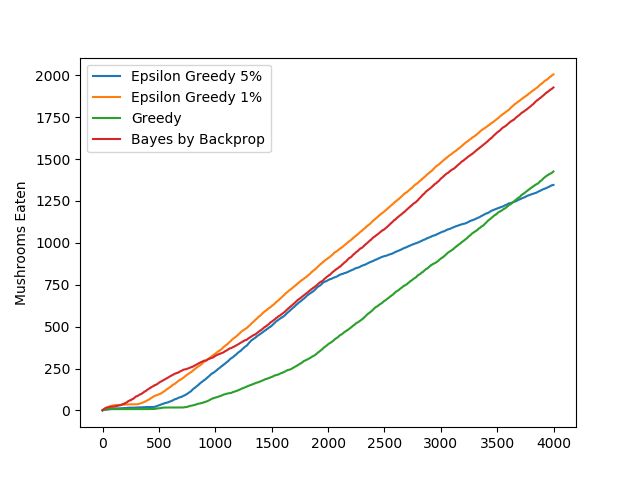 2000
1750
1500
1250
1000
750
500
250
0
Mushrooms Eaten
Epsilon Greedy 5%
Epsilon Greedy 1%
Greedy
Bayes by Backprop
0 500 1000 1500 2000 2500 3000 3500 4000